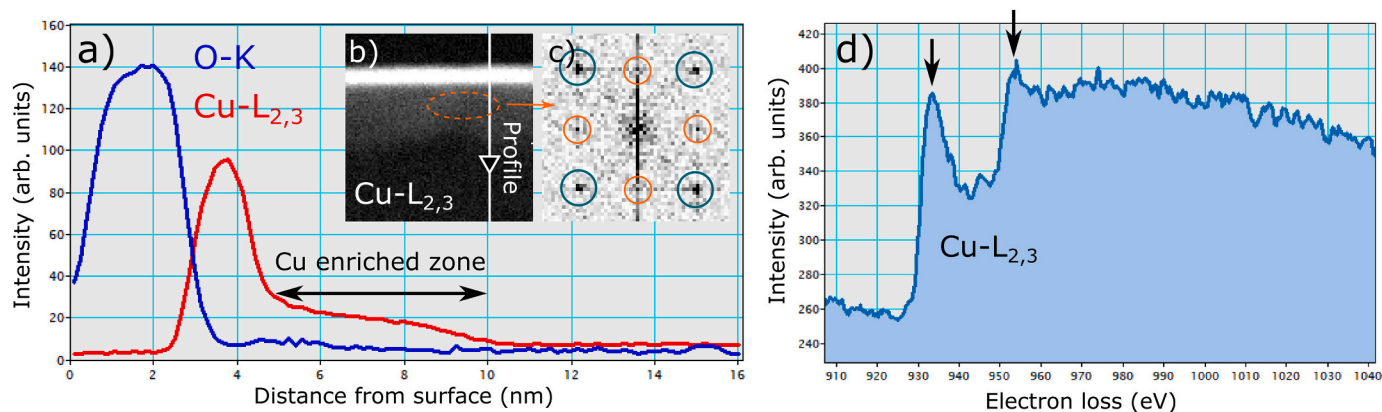 a)
O-K
Cu-L2,3
b)
c)
Profile
Cu-L2,3
Cu enriched zone
160
140
120
100
80
60
40
20
0
Intensity (arb. units)
0 2 4 6 8 10 12 14 16
Distance from surface (nm)
d)
Cu-L2,3
400
380
360
340
320
300
280
260
240
Intensity (arb. units)
910 920 930 940 950 960 970 980 990 1000 1010 1020 1030 1040
Electron loss (eV)